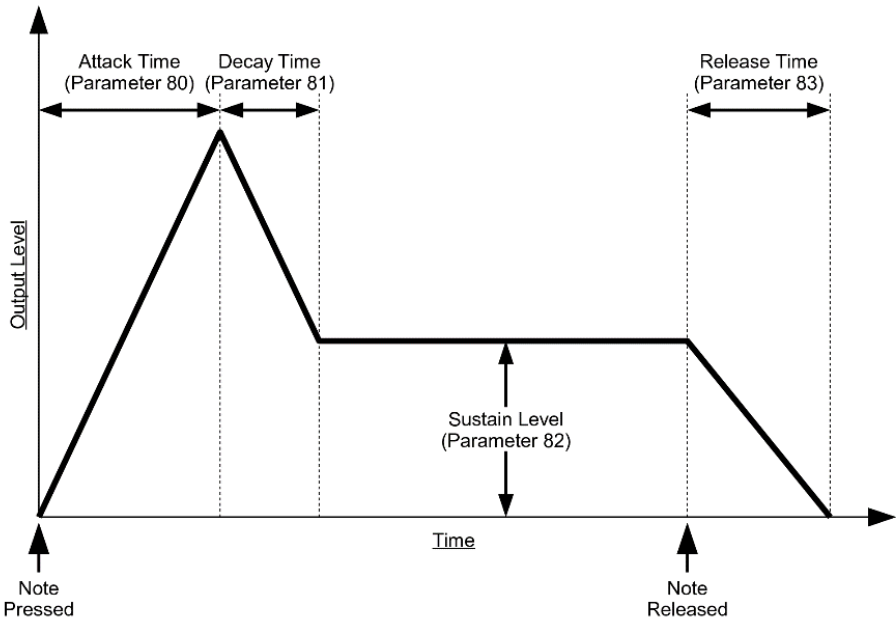 Attack Time
(Parameter 80)
Decay Time
(Parameter 81)
Release Time
(Parameter 83)
Output Level
Sustain Level
(Parameter 82)
Time
Note
Pressed
Note
Released